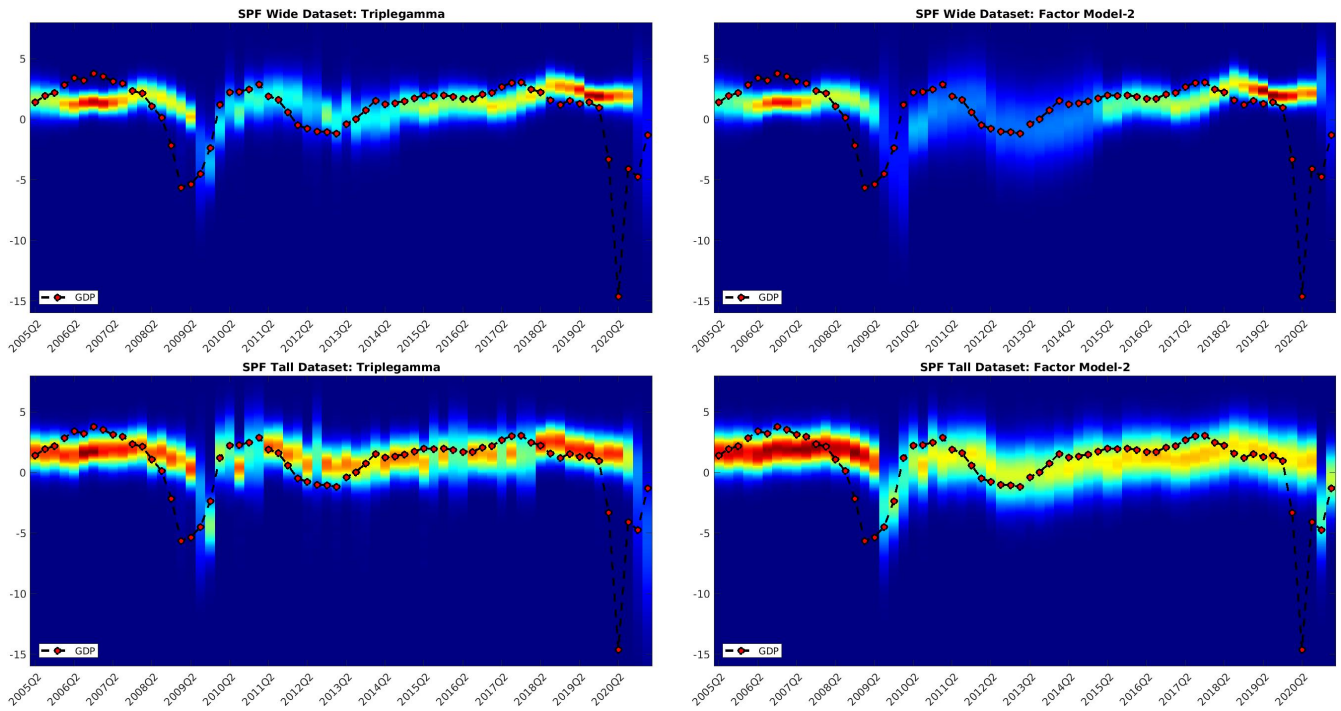 SPF Wide Dataset: Triplegamma
5
0
-5
-10
-15
GDP
2005Q2
2006Q2
2007Q2
2008Q2
2009Q2
2010Q2
2011Q2
2012Q2
2013Q2
2014Q2
2015Q2
2016Q2
2017Q2
2018Q2
2019Q2
2020Q2
SPF Wide Dataset: Factor Model-2
5
0
-5
-10
-15
GDP
2005Q2
2006Q2
2007Q2
2008Q2
2009Q2
2010Q2
2011Q2
2012Q2
2013Q2
2014Q2
2015Q2
2016Q2
2017Q2
2018Q2
2019Q2
2020Q2
SPF Tall Dataset: Triplegamma
5
0
-5
-10
-15
GDP
2005Q2
2006Q2
2007Q2
2008Q2
2009Q2
2010Q2
2011Q2
2012Q2
2013Q2
2014Q2
2015Q2
2016Q2
2017Q2
2018Q2
2019Q2
2020Q2
SPF Tall Dataset: Factor Model-2
5
0
-5
-10
-15
GDP
2005Q2
2006Q2
2007Q2
2008Q2
2009Q2
2010Q2
2011Q2
2012Q2
2013Q2
2014Q2
2015Q2
2016Q2
2017Q2
2018Q2
2019Q2
2020Q2